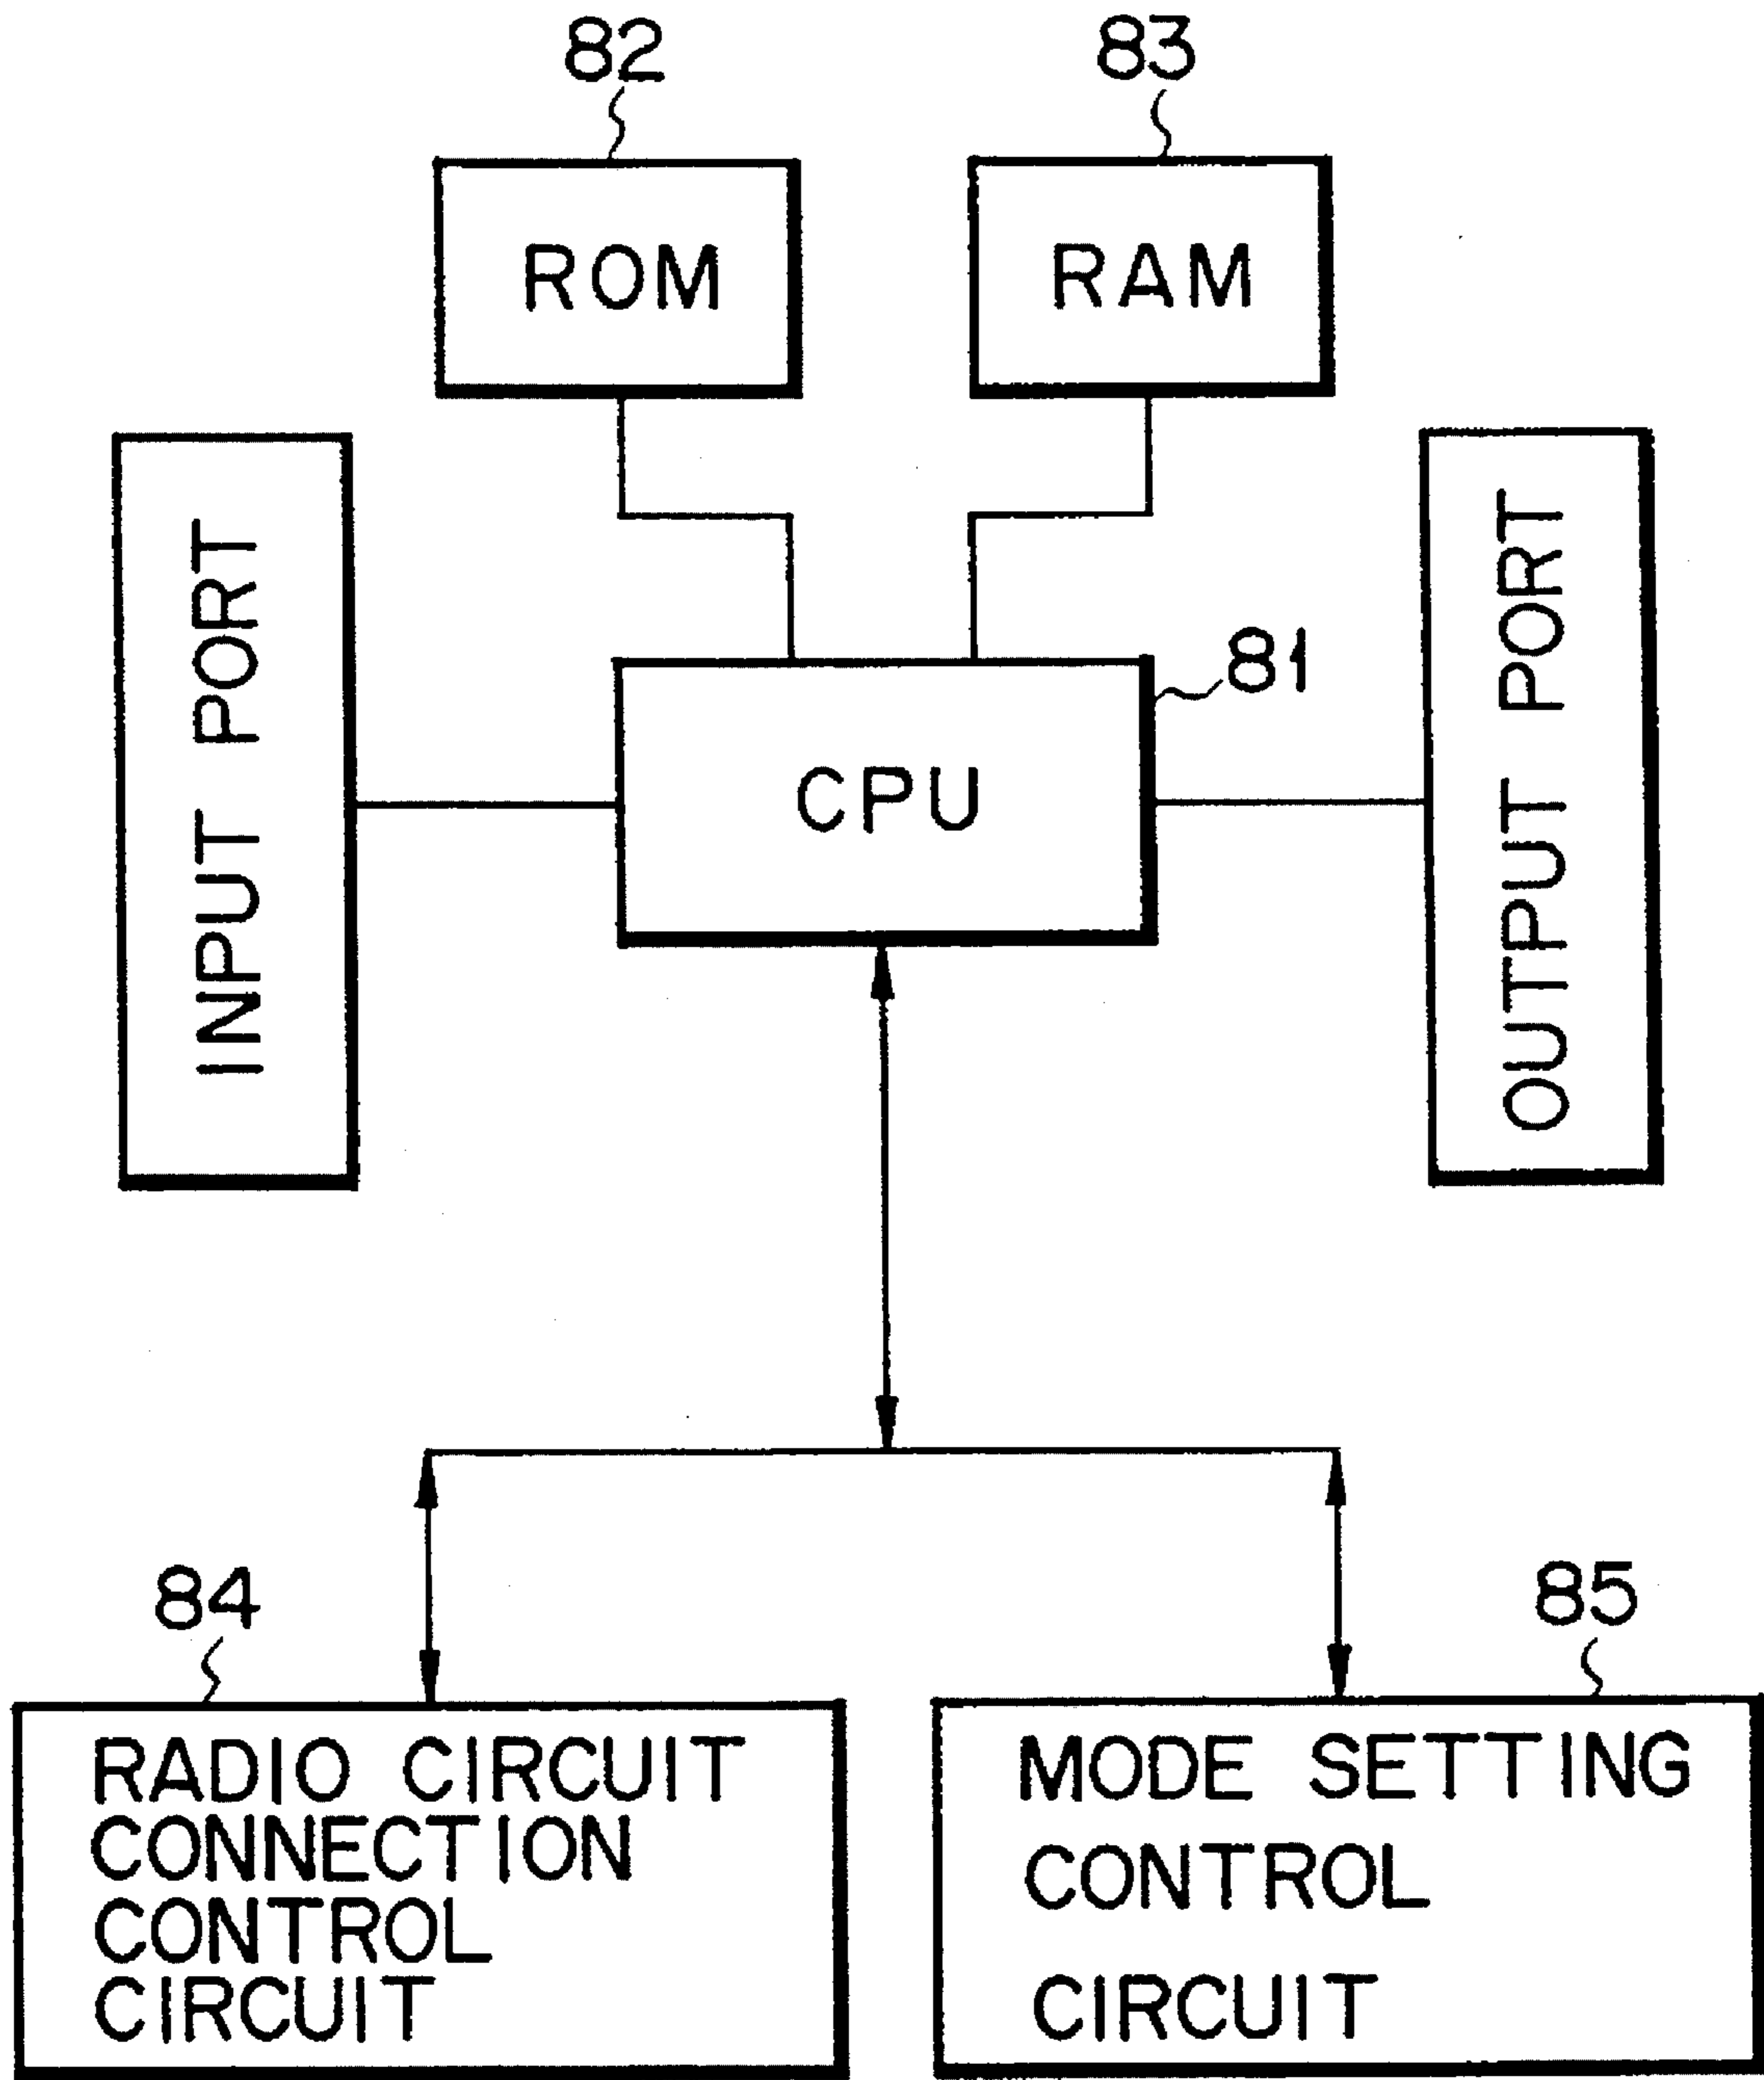 82
83
ROM
RAM
INPUT PORT
OUTPUT PORT
81
CPU
84
85
RADIO CIRCUIT
CONNECTION
CONTROL
CIRCUIT
MODE SETTING
CONTROL
CIRCUIT